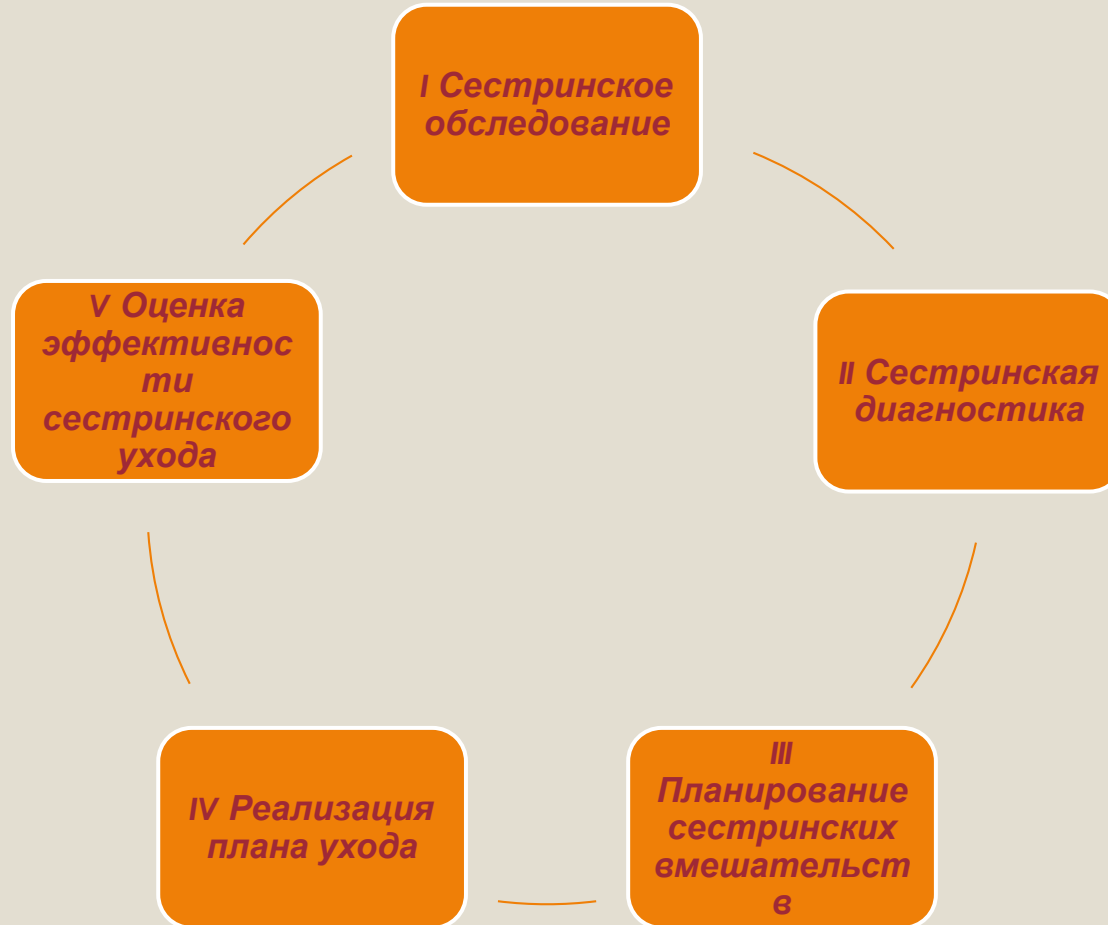 I Сестринское
обследование
II Сестринская
диагностика
III
Планирование
сестринских
вмешательст
в
IV Реализация
плана ухода
V Оценка
эффективнос
ти
сестринского
ухода